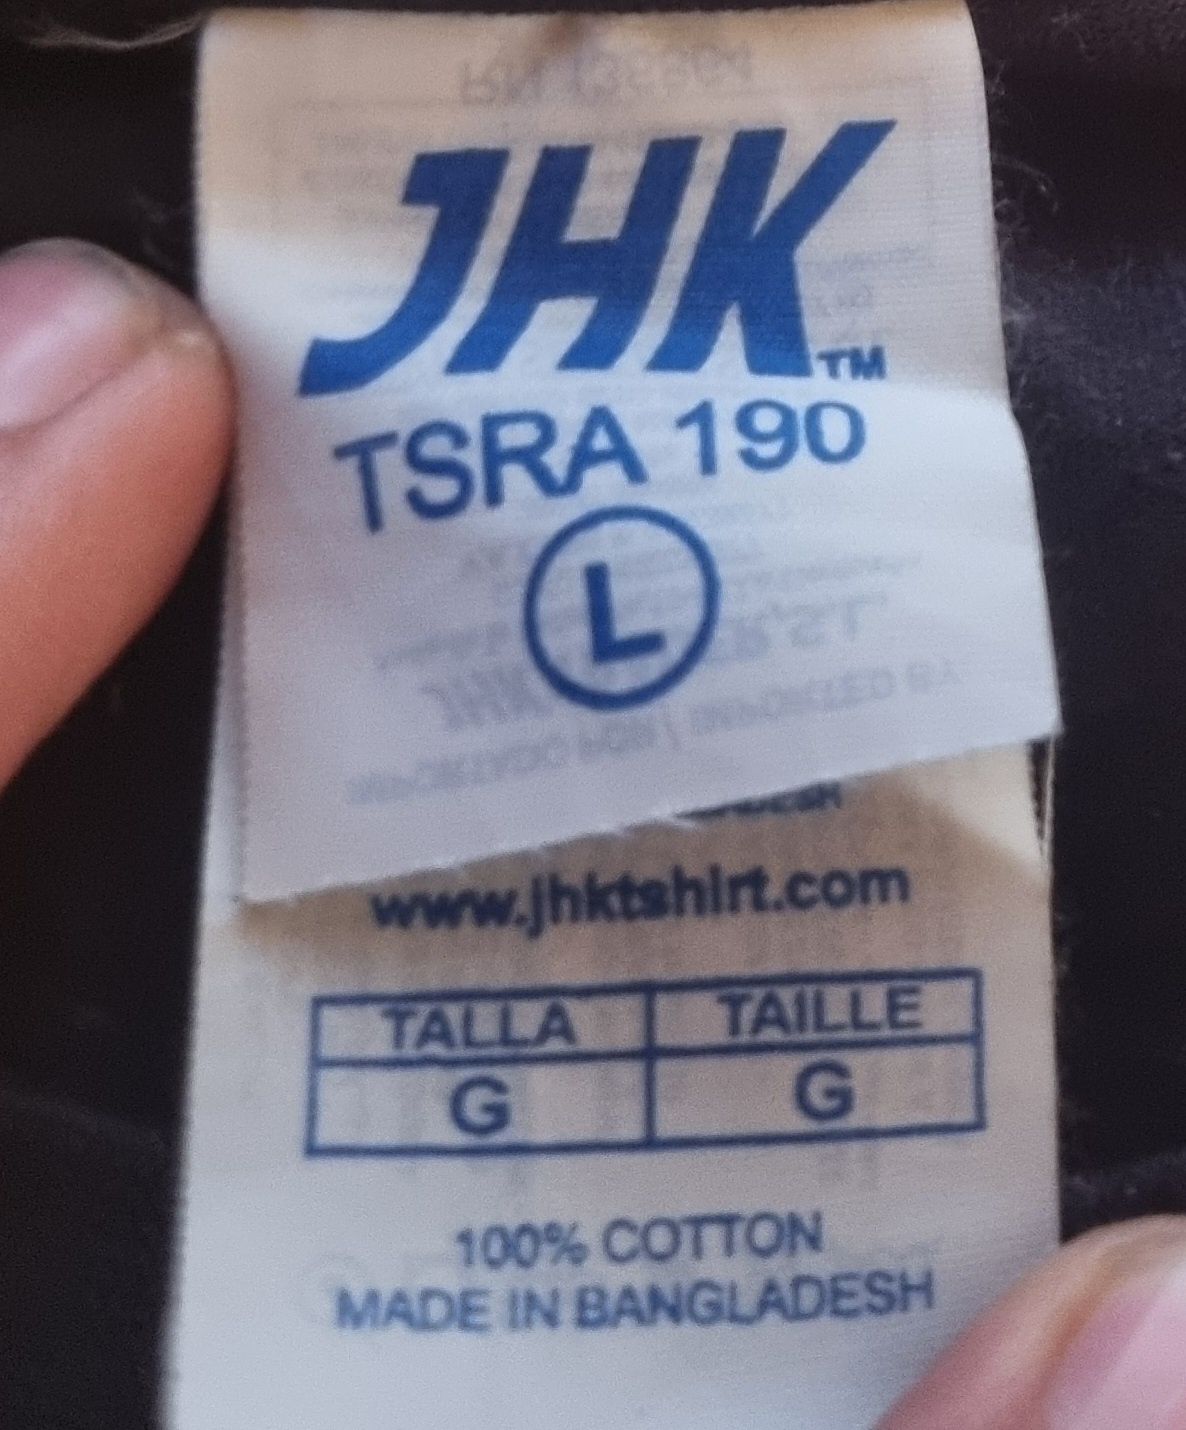 JHK™
TSRA 190
L
www.jhktshirt.com
TALLA TAILLE
G G
100% COTTON
MADE IN BANGLADESH